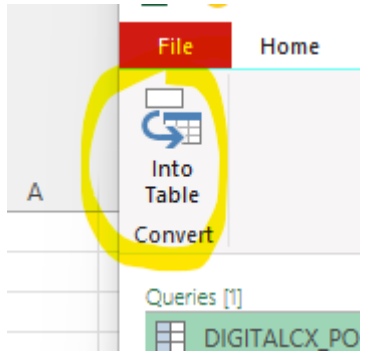 File Home
Into
Table
A
Convert
Queries [1]
DIGITALCX_PO